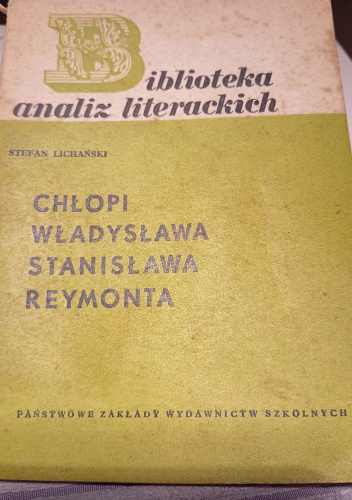 Biblioteka
analiz literackich
STEFAN LICHAŃSKI
CHŁOPI
WŁADYSŁAWA
STANISŁAWA
REYMONTA
PAŃSTWOWE ZAKŁADY WYDAWNICTW SZKOLNYCH